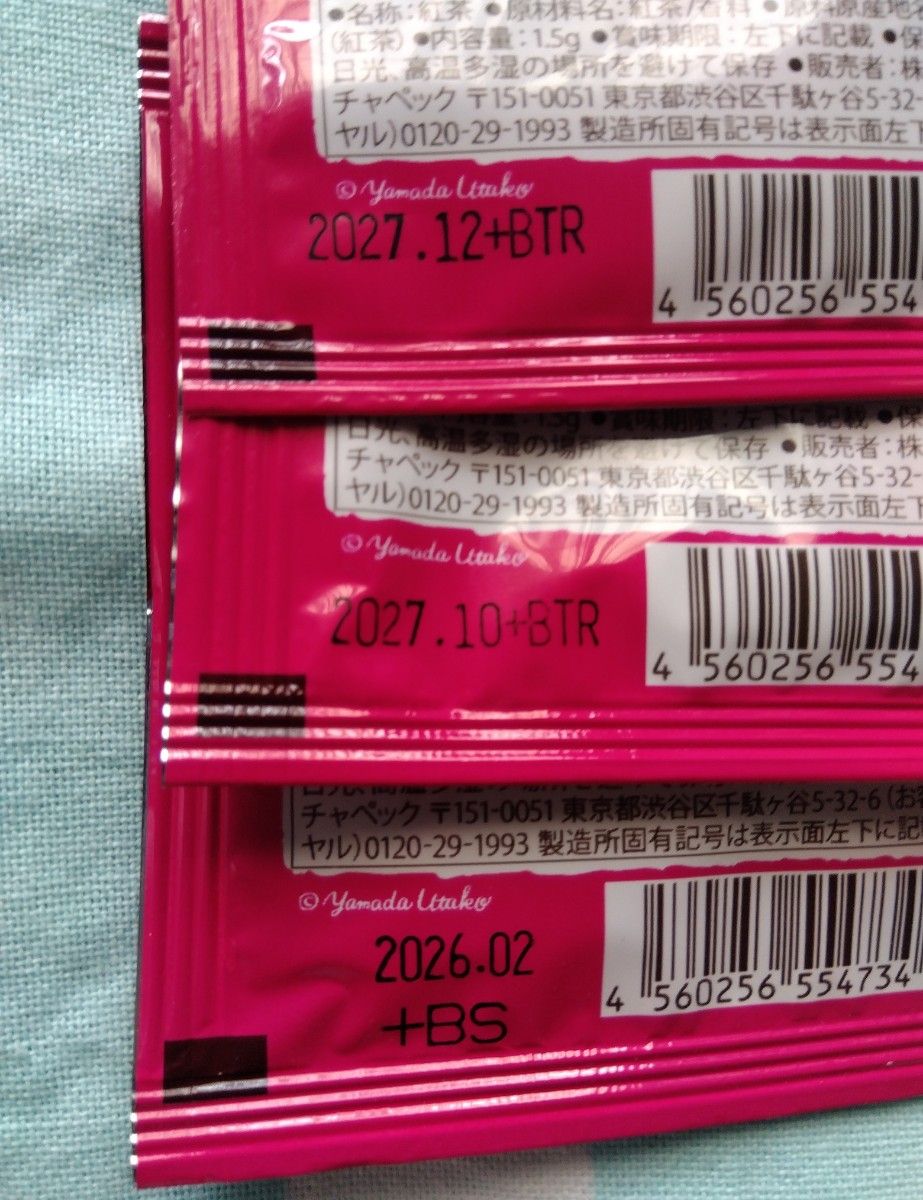 ●名称：紅茶 ●原材料名：紅茶/香料 ●原料原産地名
(紅茶) ●内容量：1.5g ●賞味期限：左下に記載 ●保
日光、高温多湿の場所を避けて保存 ●販売者：株
チャペック 〒151-0051 東京都渋谷区千駄ヶ谷5-32
ヤル)0120-29-1993 製造所固有記号は表示面左
© Yamada Utako
2027.12+BTR
4 560256 554
1.5g ●賞味期限：左下に記載
日光、高温多湿の場所を避けて保存 ●販売者：株
チャペック 〒151-0051 東京都渋谷区千駄ヶ谷5-32
ヤル)0120-29-1993 製造所固有記号は表示面左下
© Yamada Utako
2027.10+BTR
4 560256 554
チャペック 〒151-0051 東京都渋谷区千駄ヶ谷5-32-6 (お客
ヤル)0120-29-1993 製造所固有記号は表示面左下に記
© Yamada Utako
2026.02
+BS
4 560256 554734